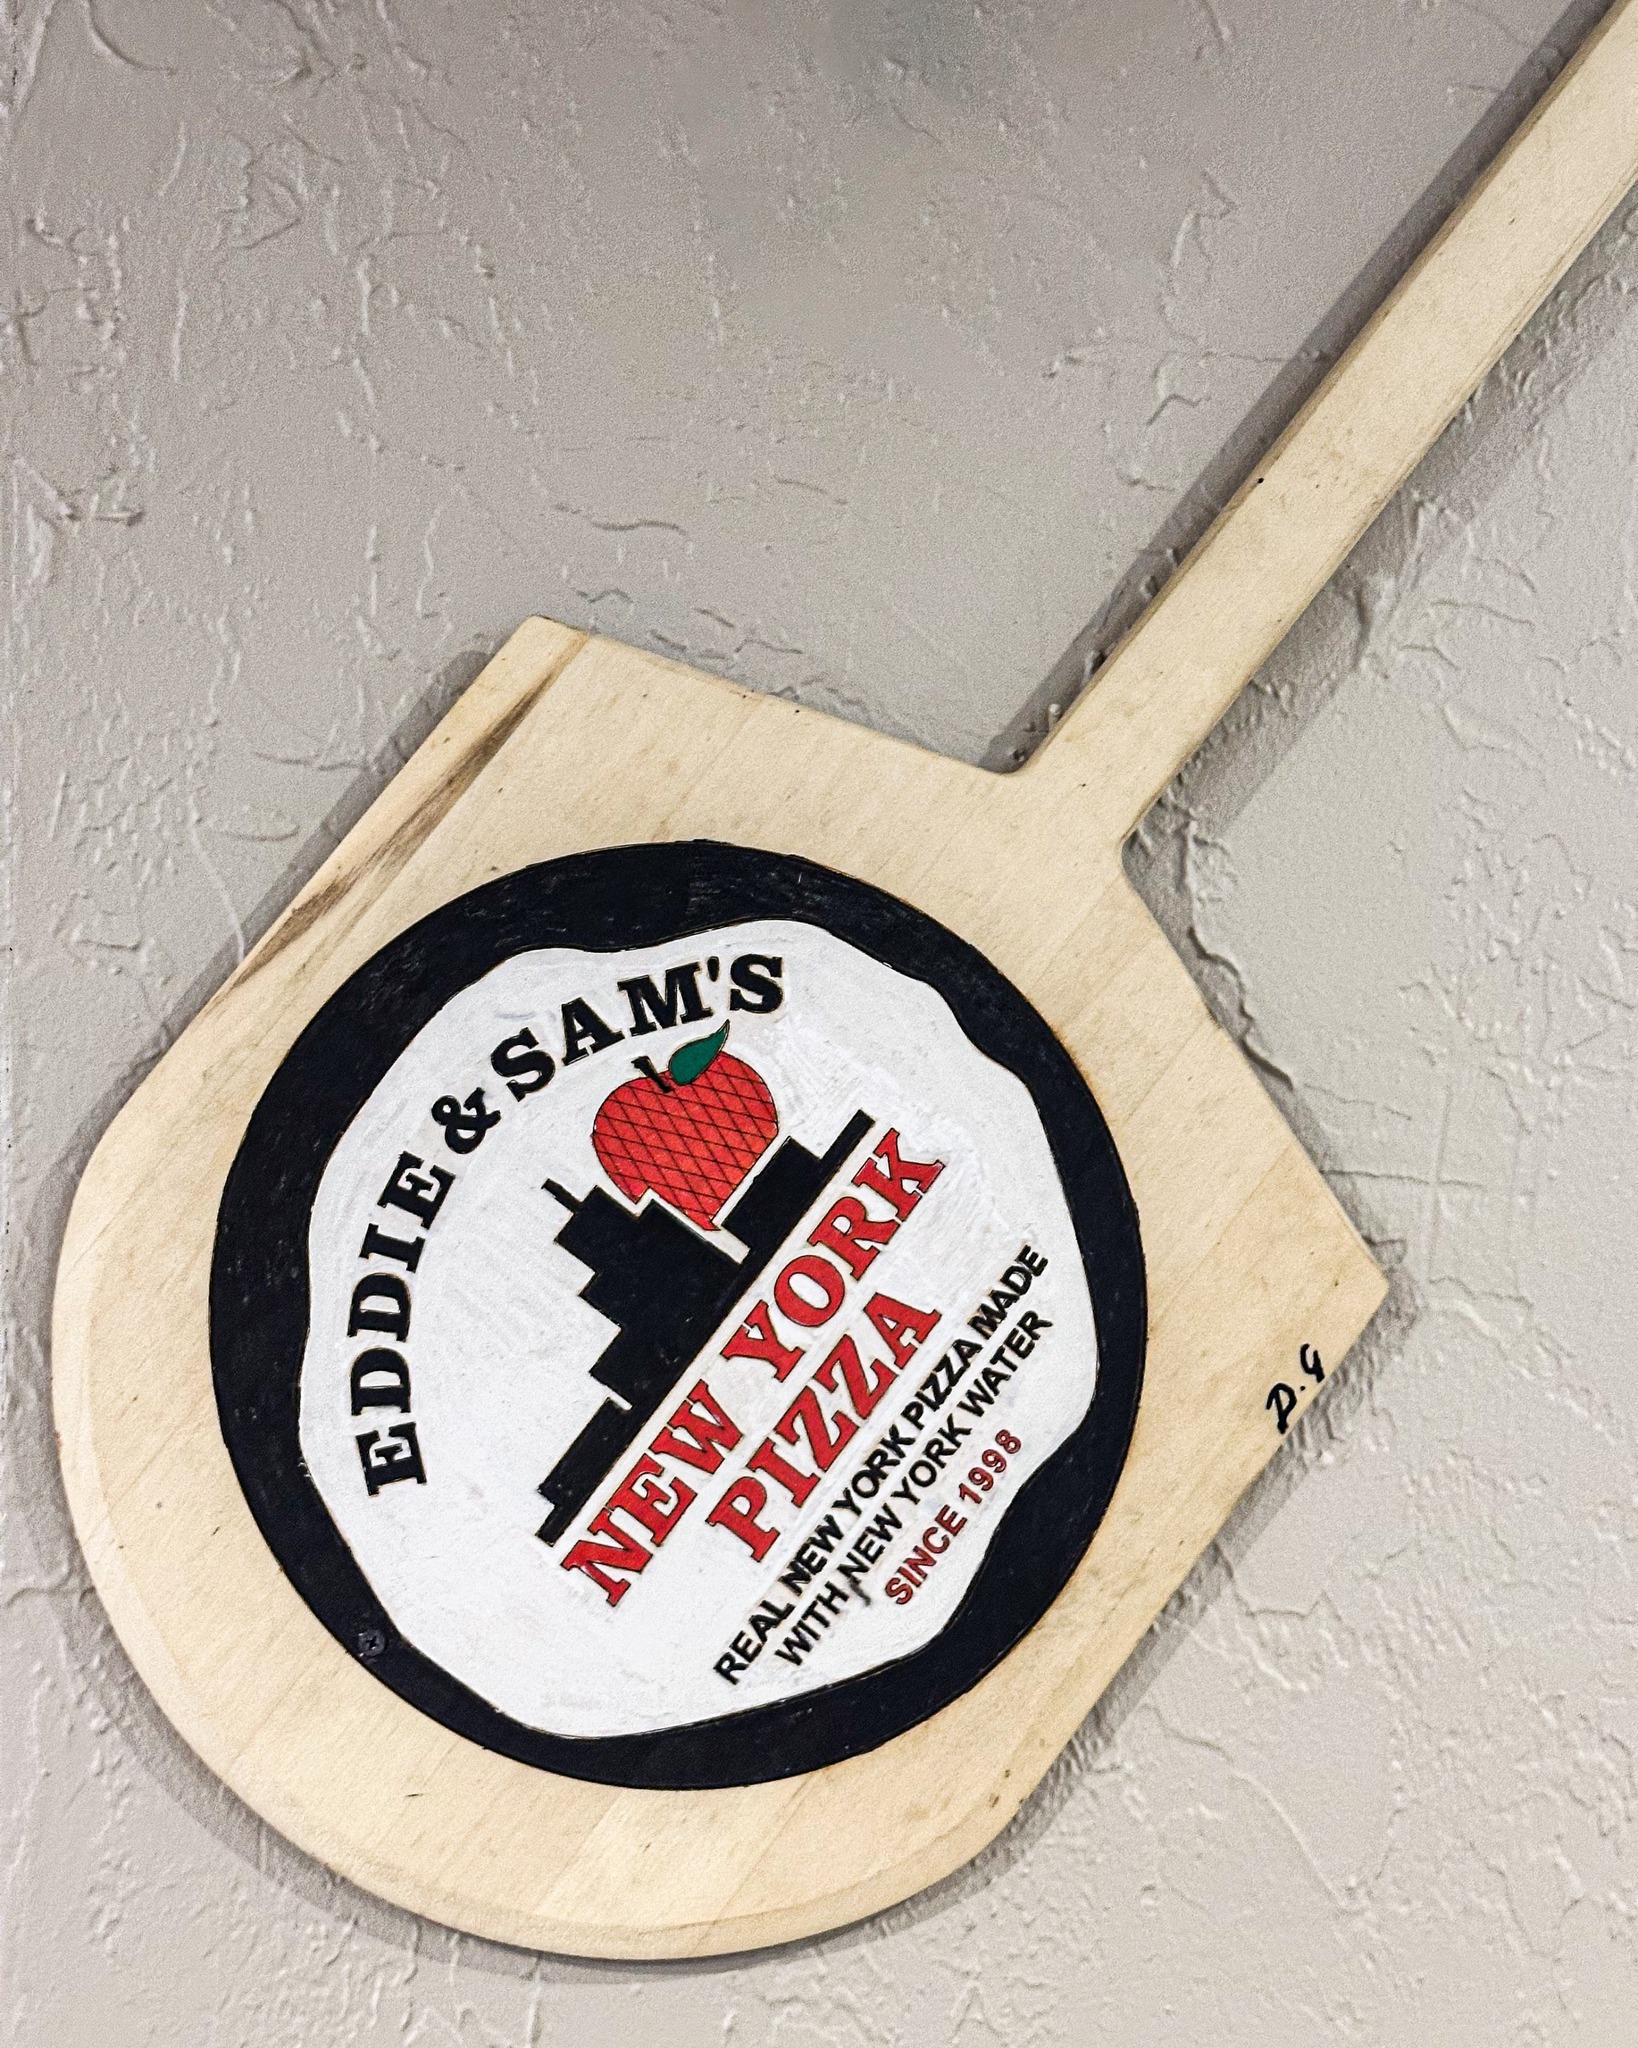 EDDIE & SAM'S
NEW YORK
PIZZA
REAL NEW YORK PIZZA MADE
WITH NEW YORK WATER
SINCE 1998
D.G